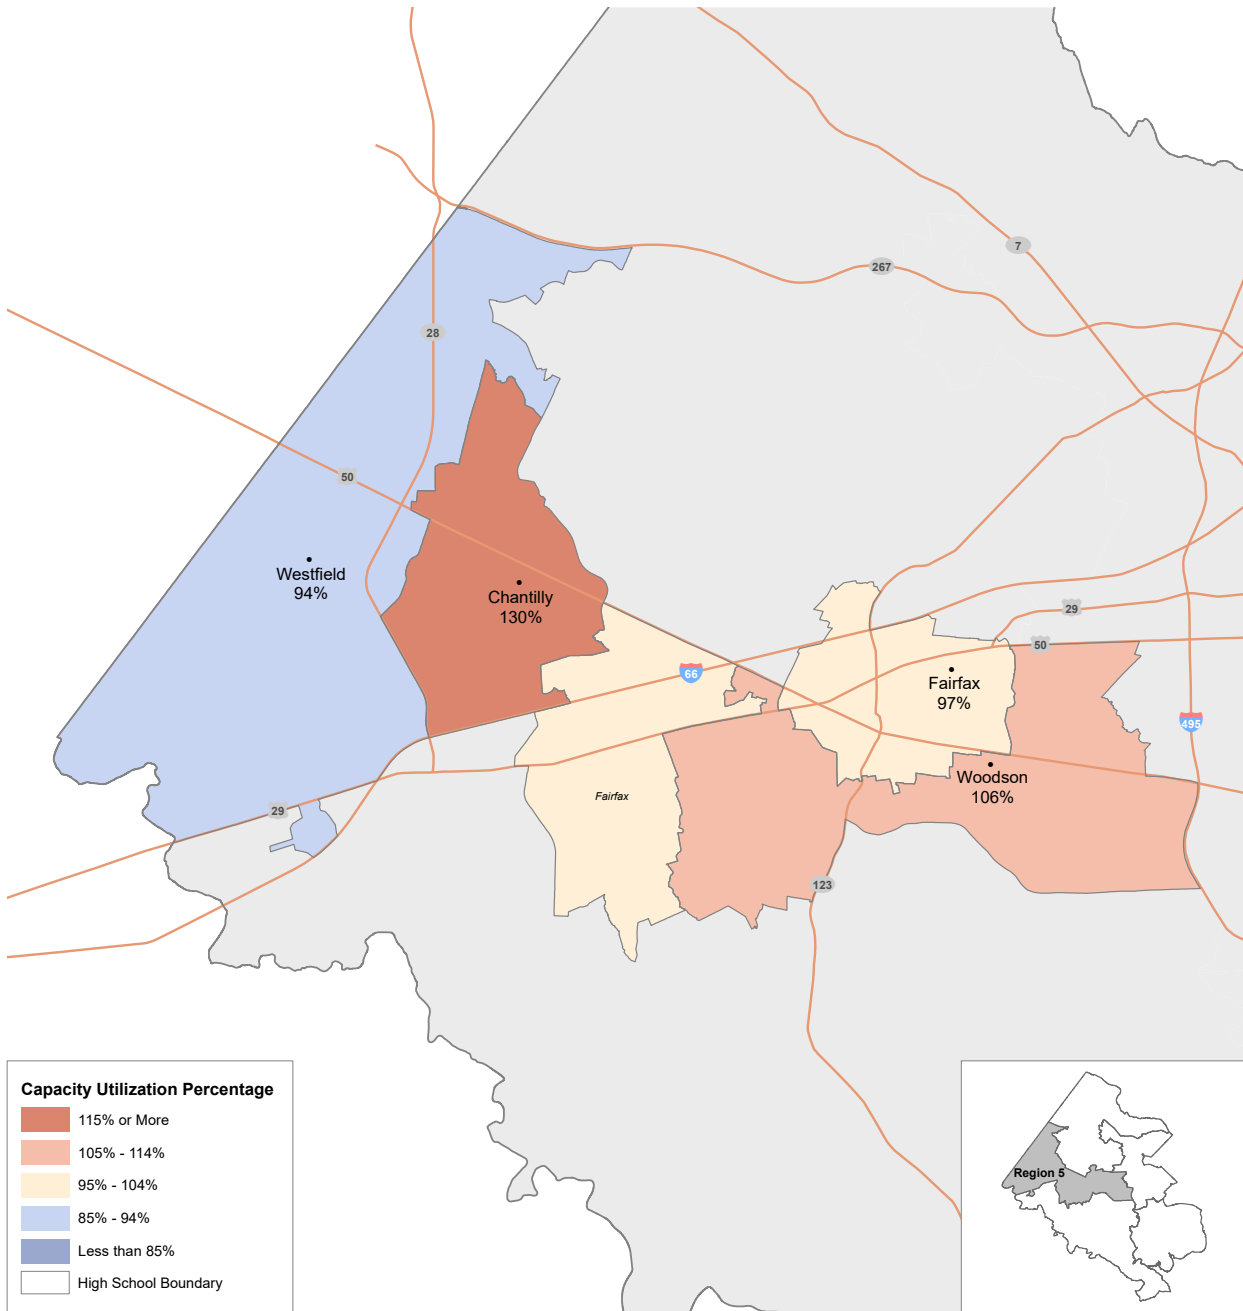 7
267
28
50
Westfield
94%
Chantilly
130%
29
50
66
Fairfax
97%
495
Woodson
106%
Fairfax
29
123
Capacity Utilization Percentage
115% or More
105% - 114%
95% - 104%
85% - 94%
Less than 85%
High School Boundary
Region 5